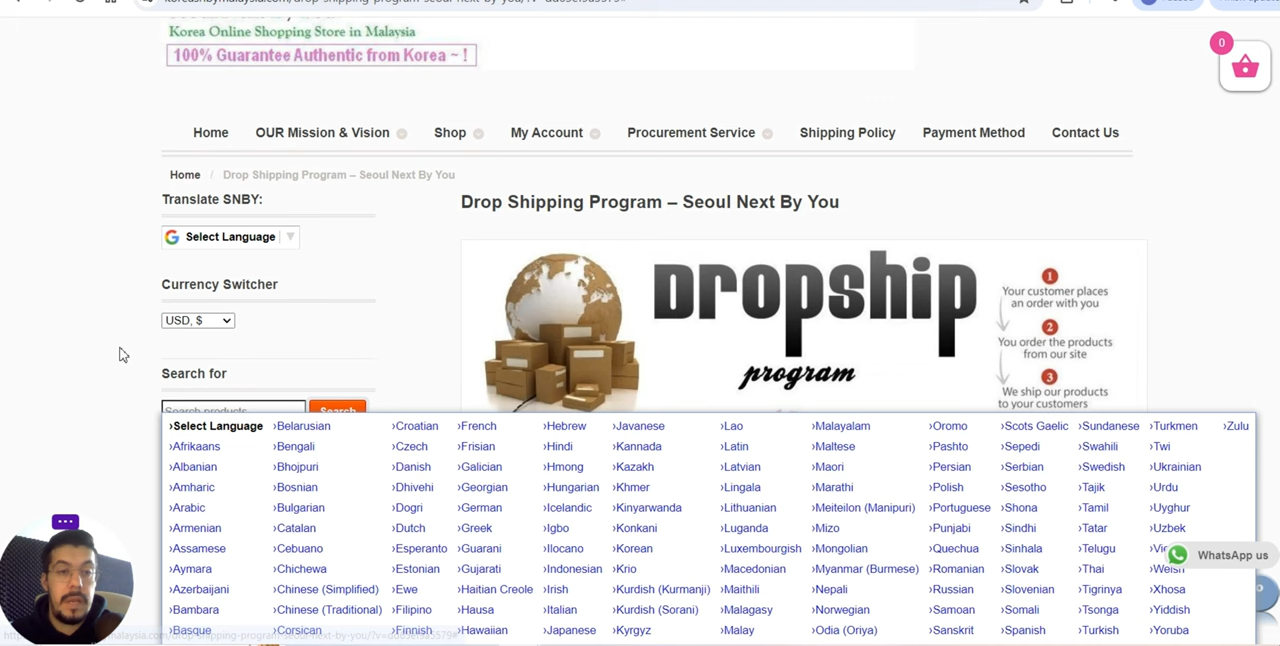 Korea Online Shopping Store in Malaysia
100% Guarantee Authentic from Korea ~ !
0
Home OUR Mission & Vision Shop My Account Procurement Service Shipping Policy Payment Method Contact Us
Home / Drop Shipping Program – Seoul Next By You
Translate SNBY:
Select Language
Currency Switcher
USD, $
Search for
Search products
Search
Drop Shipping Program – Seoul Next By You
Dropship
program
1
Your customer places
an order with you
2
You order the products
from our site
3
We ship our products
to your customers
›Select Language ›Belarusian ›Croatian ›French ›Hebrew ›Javanese ›Lao ›Malayalam ›Oromo ›Scots Gaelic ›Sundanese ›Turkmen ›Zulu
›Afrikaans ›Bengali ›Czech ›Frisian ›Hindi ›Kannada ›Latin ›Maltese ›Pashto ›Sepedi ›Swahili ›Twi
›Albanian ›Bhojpuri ›Danish ›Galician ›Hmong ›Kazakh ›Latvian ›Maori ›Persian ›Serbian ›Swedish ›Ukrainian
›Amharic ›Bosnian ›Dhivehi ›Georgian ›Hungarian ›Khmer ›Lingala ›Marathi ›Polish ›Sesotho ›Tajik ›Urdu
›Arabic ›Bulgarian ›Dogri ›German ›Icelandic ›Kinyarwanda ›Lithuanian ›Meiteilon (Manipuri) ›Portuguese ›Shona ›Tamil ›Uyghur
›Armenian ›Catalan ›Dutch ›Greek ›Igbo ›Konkani ›Luganda ›Mizo ›Punjabi ›Sindhi ›Tatar ›Uzbek
›Assamese ›Cebuano ›Esperanto ›Guarani ›Ilocano ›Korean ›Luxembourgish ›Mongolian ›Quechua ›Sinhala ›Telugu
›Aymara ›Chichewa ›Estonian ›Gujarati ›Indonesian ›Krio ›Macedonian ›Myanmar (Burmese) ›Romanian ›Slovak ›Thai ›Welsh
›Azerbaijani ›Chinese (Simplified) ›Ewe ›Haitian Creole ›Irish ›Kurdish (Kurmanji) ›Maithili ›Nepali ›Russian ›Slovenian ›Tigrinya ›Xhosa
›Bambara ›Chinese (Traditional) ›Filipino ›Hausa ›Italian ›Kurdish (Sorani) ›Malagasy ›Norwegian ›Samoan ›Somali ›Tsonga ›Yiddish
›Basque ›Corsican ›Finnish ›Hawaiian ›Japanese ›Kyrgyz ›Malay ›Odia (Oriya) ›Sanskrit ›Spanish ›Turkish ›Yoruba
WhatsApp us